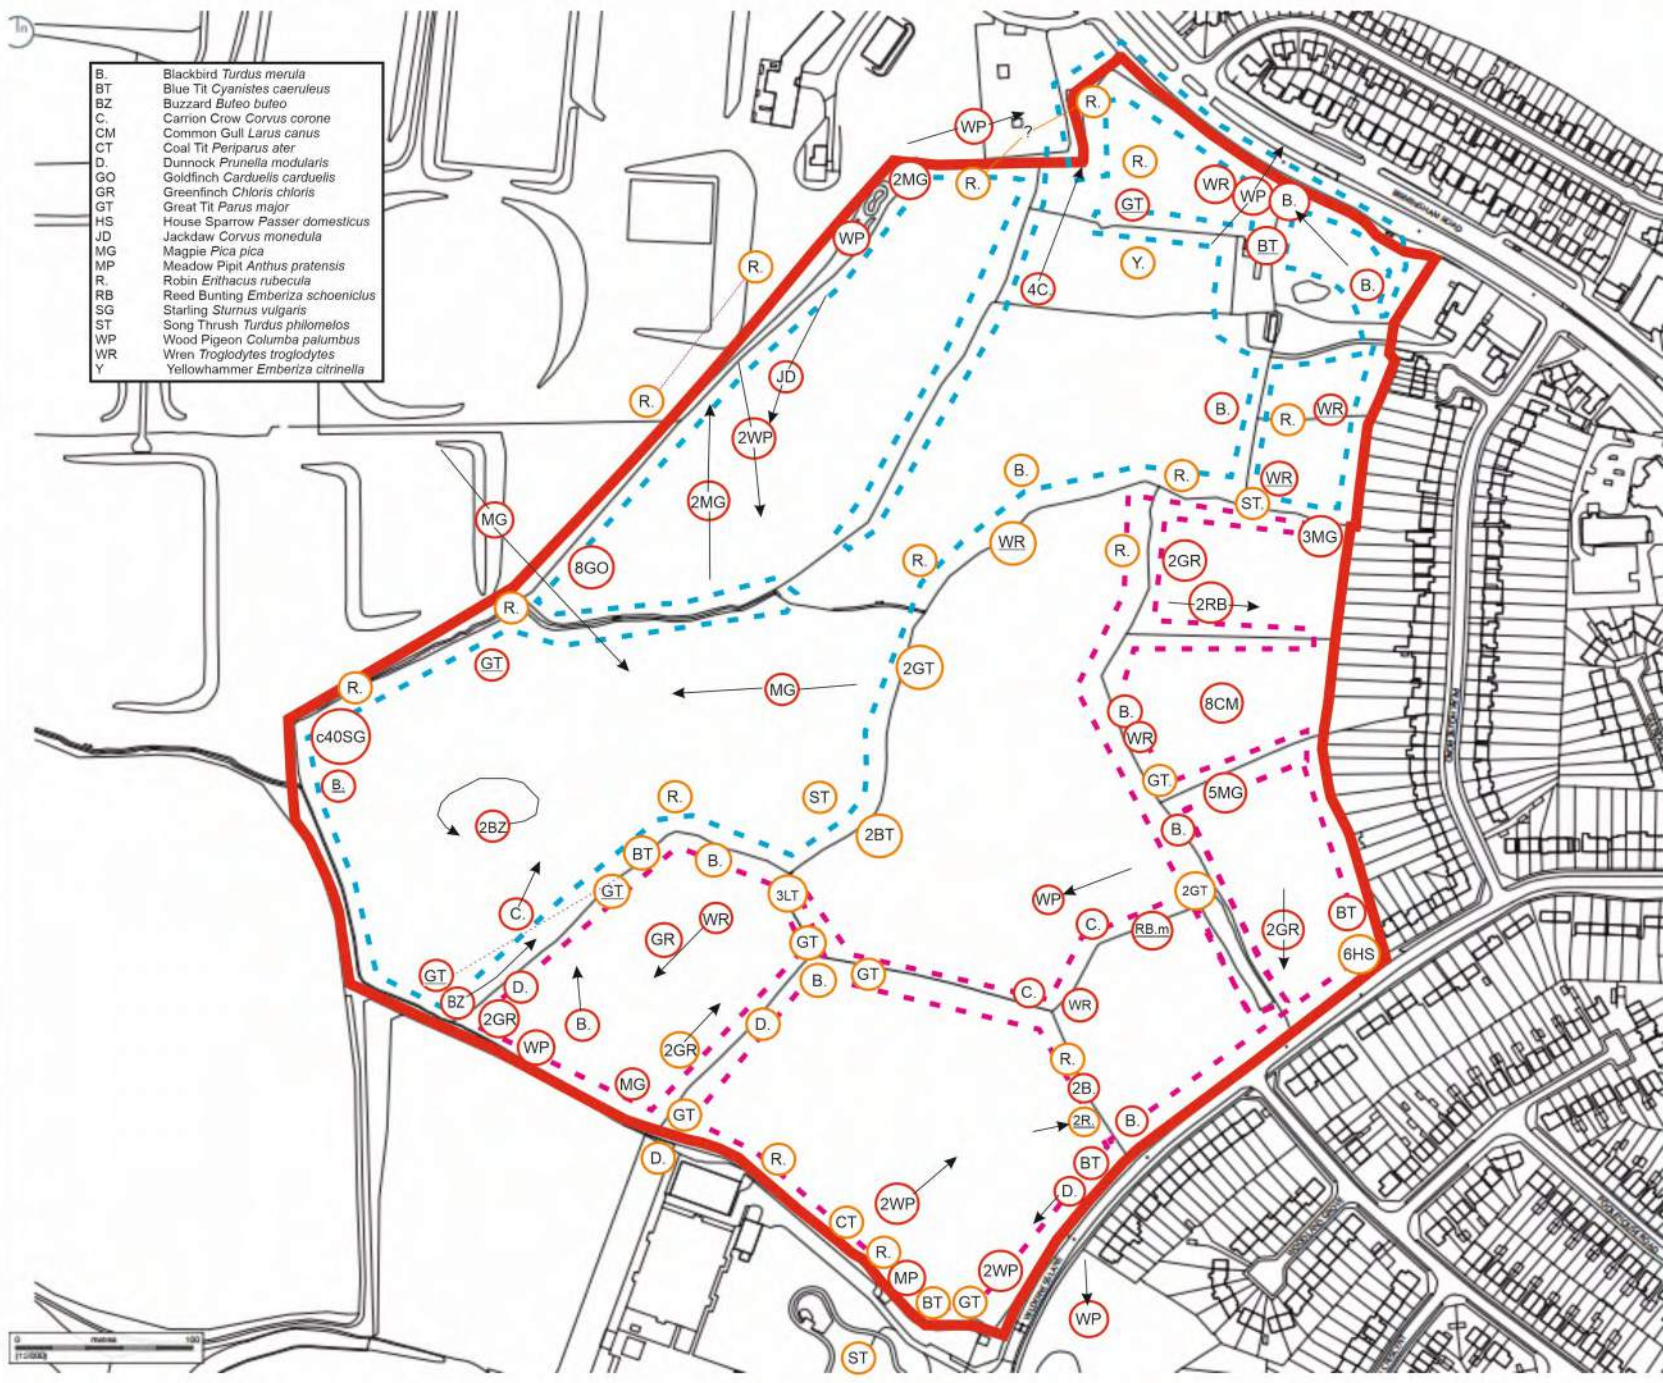 B. Blackbird Turdus merula
BT Blue Tit Cyanistes caeruleus
BZ Buzzard Buteo buteo
C. Carrion Crow Corvus corone
CM Common Gull Larus canus
CT Coal Tit Periparus ater
D. Dunnock Prunella modularis
GO Goldfinch Carduelis carduelis
GR Greenfinch Chloris chloris
GT Great Tit Parus major
HS House Sparrow Passer domesticus
JD Jackdaw Corvus monedula
MG Magpie Pica pica
MP Meadow Pipit Anthus pratensis
R. Robin Erithacus rubecula
RB Reed Bunting Emberiza schoeniclus
SG Starling Sturnus vulgaris
ST Song Thrush Turdus philomelos
WP Wood Pigeon Columba palumbus
WR Wren Troglodytes troglodytes
Y Yellowhammer Emberiza citrinella
R.
WP
?
R.
2MG
R.
GT
WR
WP
B.
WP
BT
Y.
R.
4C.
B.
JD
R.
B.
R.
WR
2WP
B.
R.
WR
2MG
ST.
MG
WR
3MG
R.
R.
8GO
2GR
2RB
R.
GT
2GT
R.
MG
8CM
B.
c40SG
WR
B.
GT.
5MG
R.
ST
2BZ
B.
2BT
BT
B.
GT
3LT
2GT
WP
C.
WR
C.
RB.m
BT
GR
GT
2GR
6HS
GT
GT
B.
D.
BZ
C.
WR
2GR
B.
D.
WP
2GR
R.
MG
2B.
GT
2R.
B.
D.
R.
BT
D.
2WP
CT
R.
MP
2WP
BT
GT
WP
ST
0 metres 100